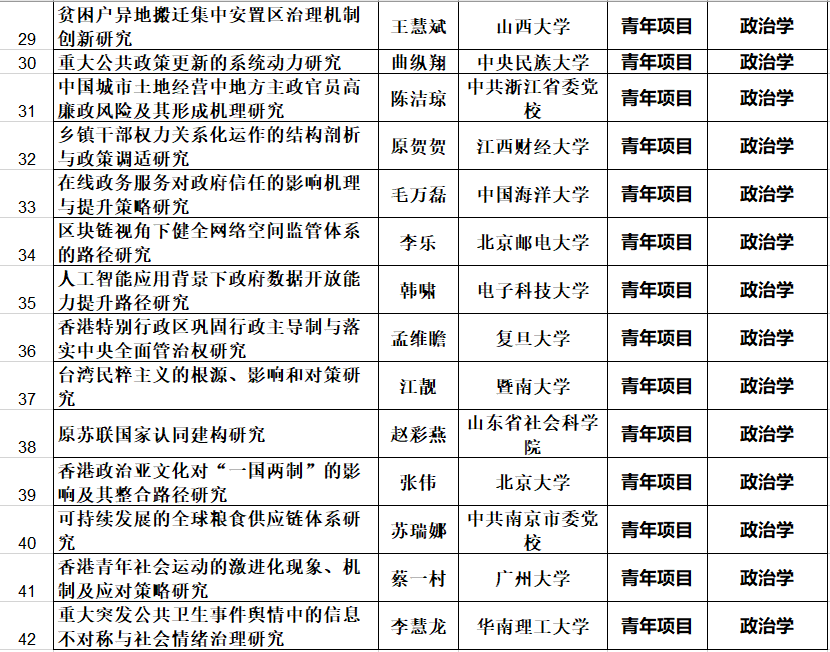 29 贫困户异地搬迁集中安置区治理机制创新研究 王慧斌 山西大学 青年项目 政治学
30 重大公共政策更新的系统动力研究 曲纵翔 中央民族大学 青年项目 政治学
31 中国城市土地经营中地方主政官员高廉政风险及其形成机理研究 陈洁琼 中共浙江省委党校 青年项目 政治学
32 乡镇干部权力关系化运作的结构剖析与政策调适研究 原贺贺 江西财经大学 青年项目 政治学
33 在线政务服务对政府信任的影响机理与提升策略研究 毛万磊 中国海洋大学 青年项目 政治学
34 区块链视角下健全网络空间监管体系的路径研究 李乐 北京邮电大学 青年项目 政治学
35 人工智能应用背景下政府数据开放能力提升路径研究 韩啸 电子科技大学 青年项目 政治学
36 香港特别行政区巩固行政主导制与落实中央全面管治权研究 孟维瞻 复旦大学 青年项目 政治学
37 台湾民粹主义的根源、影响和对策研究 江靓 暨南大学 青年项目 政治学
38 原苏联国家认同建构研究 赵彩燕 山东省社会科学院 青年项目 政治学
39 香港政治亚文化对“一国两制”的影响及其整合路径研究 张伟 北京大学 青年项目 政治学
40 可持续发展的全球粮食供应链体系研究 苏瑞娜 中共南京市委党校 青年项目 政治学
41 香港青年社会运动的激进化现象、机制及应对策略研究 蔡一村 广州大学 青年项目 政治学
42 重大突发公共卫生事件舆情中的信息不对称与社会情绪治理研究 李慧龙 华南理工大学 青年项目 政治学